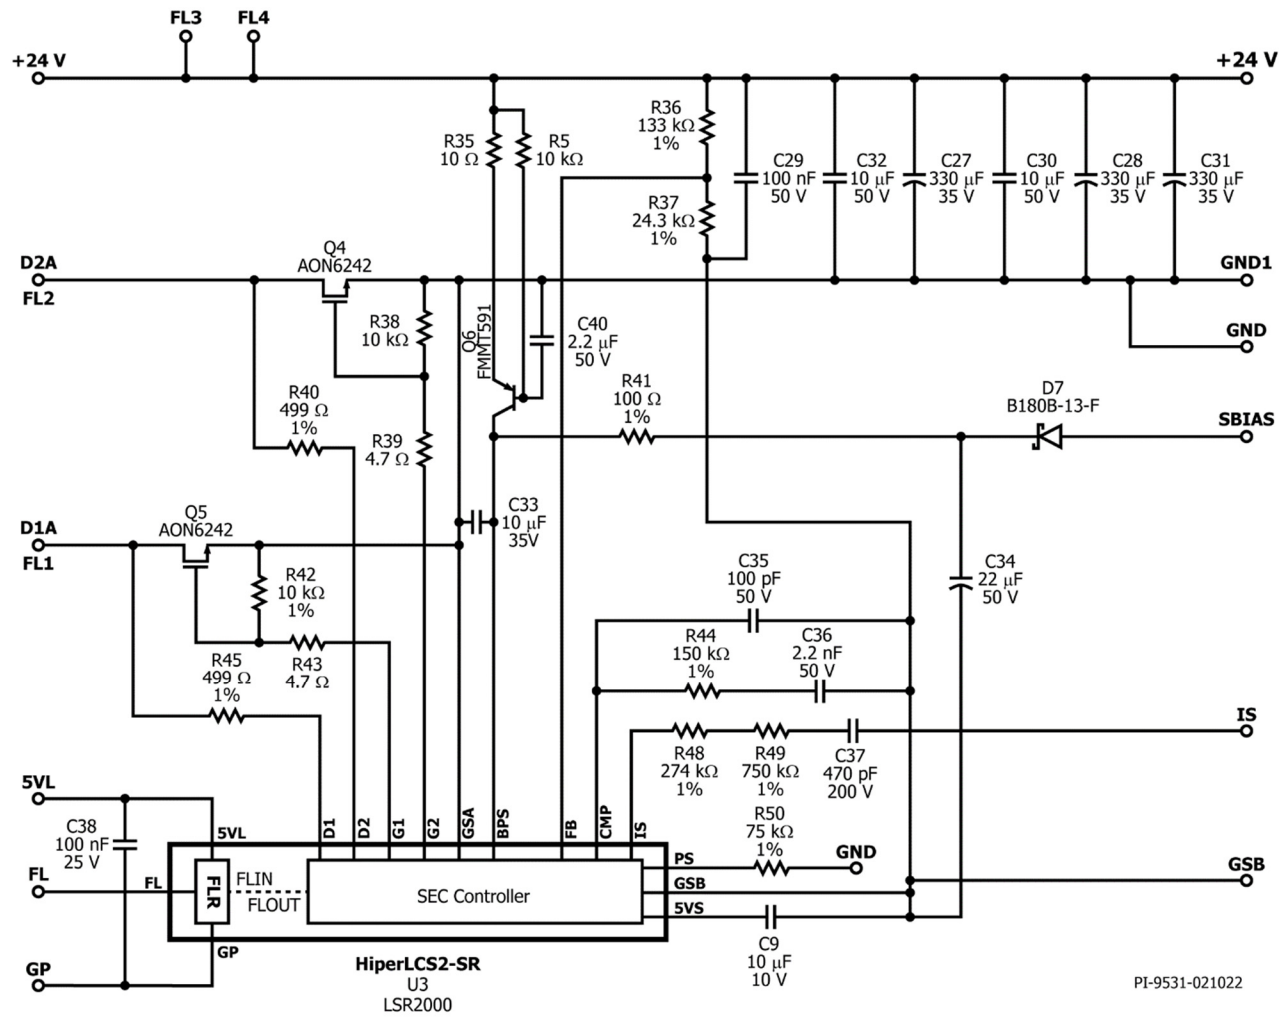 FL3
FL4
+24 V
+24 V
R36
133 kΩ
1%
R35
10 Ω
R5
10 kΩ
C29
100 nF
50 V
C32
10 µF
50 V
C27
330 µF
35 V
C30
10 µF
50 V
C28
330 µF
35 V
C31
330 µF
35 V
R37
24.3 kΩ
1%
Q4
AON6242
D2A
FL2
GND1
GND
R38
10 kΩ
Q6
FMMT591
C40
2.2 µF
50 V
R40
499 Ω
1%
R41
100 Ω
1%
D7
B180B-13-F
SBIAS
R39
4.7 Ω
Q5
AON6242
D1A
FL1
C33
10 µF
35V
R42
10 kΩ
1%
C35
100 pF
50 V
C34
22 µF
50 V
R45
499 Ω
1%
R43
4.7 Ω
R44
150 kΩ
1%
C36
2.2 nF
50 V
IS
R48
274 kΩ
1%
R49
750 kΩ
1%
C37
470 pF
200 V
5VL
C38
100 nF
25 V
5VL
D1
D2
G1
G2
GSA
BPS
FB
CMP
IS
R50
75 kΩ
1%
GND
PS
GSB
5VS
GSB
FL
FL
FLR
FLIN
FLOUT
SEC Controller
C9
10 µF
10 V
GP
GP
HiperLCS2-SR
U3
LSR2000
PI-9531-021022